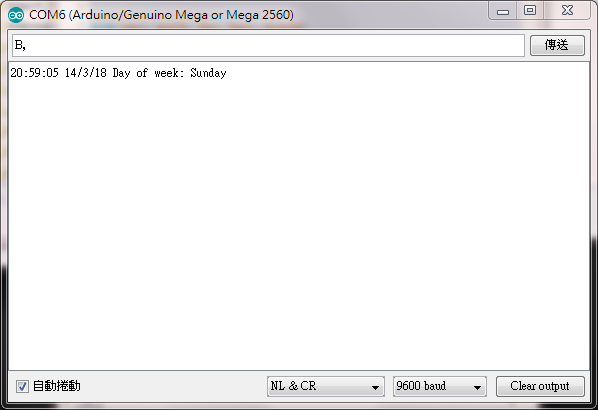 COM6 (Arduino/Genuino Mega or Mega 2560)
B,
傳送
20:59:05 14/3/18 Day of week: Sunday
自動捲動
NL & CR
9600 baud
Clear output